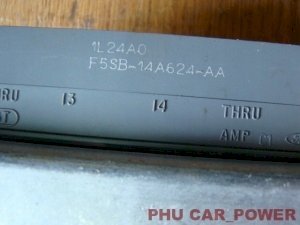 1L24A0
F5SB-14A624-AA
13 14 THRU
AMP
PHU CAR_POWER